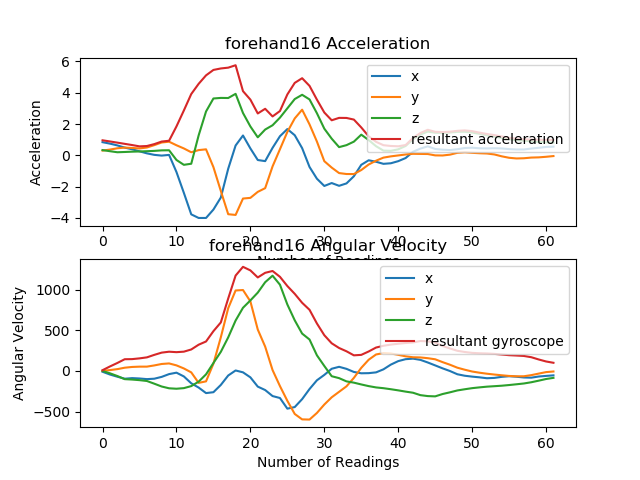 forehand16 Acceleration
6
4
2
0
−2
−4
Acceleration
x
y
z
resultant acceleration
0 10 20 30 40 50 60
Number of Readings
forehand16 Angular Velocity
1000
500
0
−500
Angular Velocity
x
y
z
resultant gyroscope
0 10 20 30 40 50 60
Number of Readings